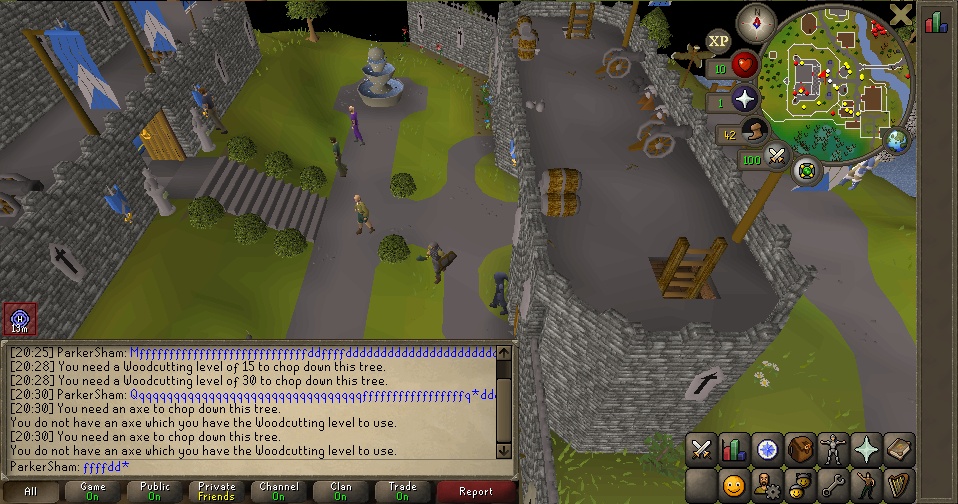 N
XP
10
1
42
100
13m
[20:25] ParkerSham:
[20:28] You need a Woodcutting level of 15 to chop down this tree.
[20:28] You need a Woodcutting level of 30 to chop down this tree.
[20:30] ParkerSham:
[20:30] You need an axe to chop down this tree.
You do not have an axe which you have the Woodcutting level to use.
[20:30] You need an axe to chop down this tree.
You do not have an axe which you have the Woodcutting level to use.
ParkerSham: ffffdd*
All
Game
On
Public
On
Private
Friends
Channel
On
Clan
On
Trade
On
Report